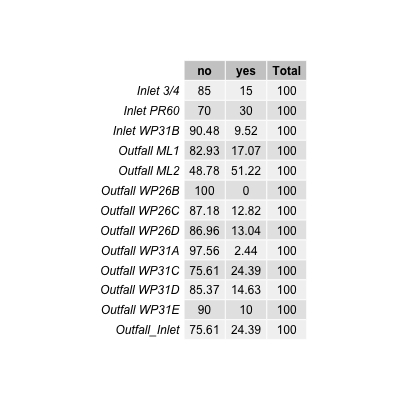 no yes Total
Inlet 3/4 85 15 100
Inlet PR60 70 30 100
Inlet WP31B 90.48 9.52 100
Outfall ML1 82.93 17.07 100
Outfall ML2 48.78 51.22 100
Outfall WP26B 100 0 100
Outfall WP26C 87.18 12.82 100
Outfall WP26D 86.96 13.04 100
Outfall WP31A 97.56 2.44 100
Outfall WP31C 75.61 24.39 100
Outfall WP31D 85.37 14.63 100
Outfall WP31E 90 10 100
Outfall_Inlet 75.61 24.39 100